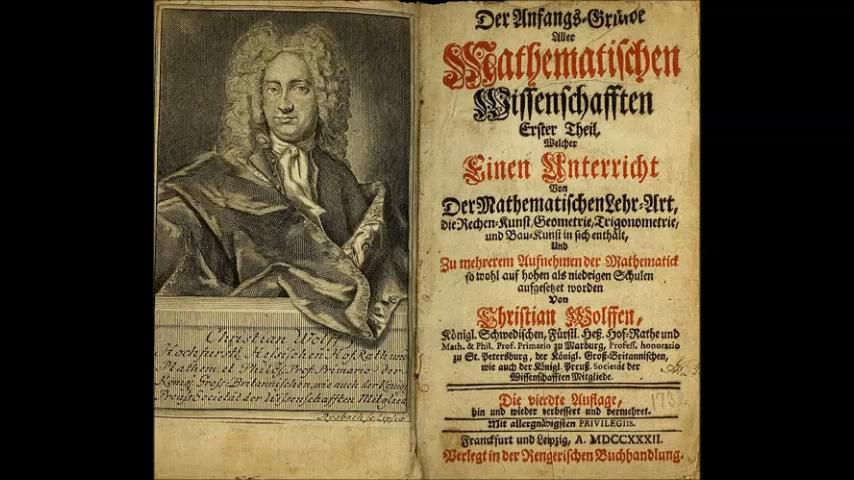 Christian Wolff
Hochfürstl. Heßischen Hof Rath und
Mathem. et Philos. Prof. Primario der
Königl. Gross-Britannischen, wie auch der Königl.
Preuß. Societät der Wissenschafften Mitglied
Der Anfangs-Gründe
Aller
Mathematischen
Wissenschafften
Erster Theil,
Welcher
Einen Unterricht
Von
Der Mathematischen Lehr-Art,
die Rechen-Kunst, Geometrie, Trigonometrie,
und Bau-Kunst in sich enthält,
Und
Zu mehrerem Aufnehmen der Mathematick
so wohl auf hohen als niedrigen Schulen
aufgesetzet worden
Von
Christian Wolffen,
Königl. Schwedischen, Fürstl. Heß. Hof-Rathe und
Math. & Phil. Prof. Primario zu Marburg, Profess. honorario
zu St. Petersburg, der Königl. Groß-Britannischen,
wie auch der Königl. Preuß. Societät der
Wissenschafften Mitgliede.
Die vierdte Auflage,
hin und wieder verbessert und vermehret.
1732
Mit allergnädigsten PRIVILEGIIS.
Franckfurt und Leipzig, A. MDCCXXXII.
Verlegt in der Rengerischen Buchhandlung.